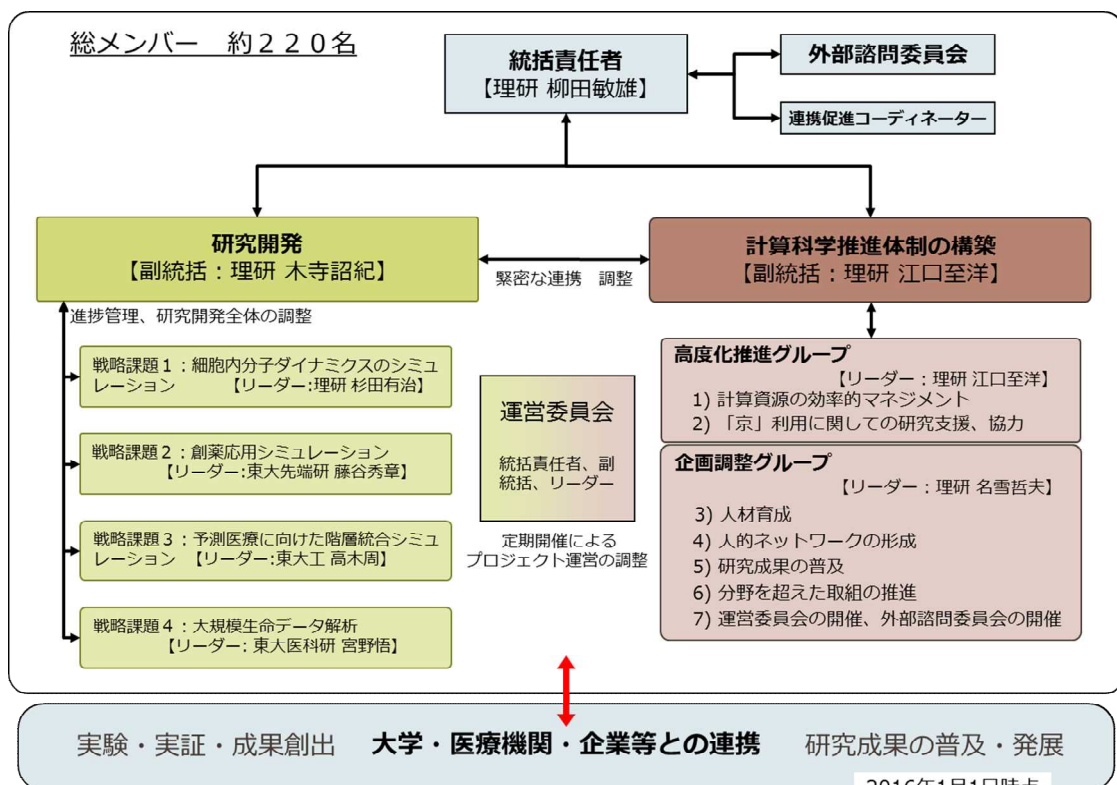 総メンバー　約２２０名
統括責任者
【理研 柳田敏雄】
外部諮問委員会
連携促進コーディネーター
研究開発
【副統括：理研 木寺詔紀】
緊密な連携　調整
計算科学推進体制の構築
【副統括：理研 江口至洋】
進捗管理、研究開発全体の調整
戦略課題１：細胞内分子ダイナミクスのシミュ
レーション　　　【リーダー:理研 杉田有治】
戦略課題２：創薬応用シミュレーション
【リーダー:東大先端研 藤谷秀章】
戦略課題３：予測医療に向けた階層統合シミュ
レーション　【リーダー:東大工 高木周】
戦略課題４：大規模生命データ解析
【リーダー: 東大医科研 宮野悟】
運営委員会
統括責任者、副
統括、リーダー
定期開催による
プロジェクト運営の調整
高度化推進グループ
【リーダー：理研 江口至洋】
1) 計算資源の効率的マネジメント
2) 「京」利用に関しての研究支援、協力
企画調整グループ
【リーダー：理研 名雪哲夫】
3) 人材育成
4) 人的ネットワークの形成
5) 研究成果の普及
6) 分野を超えた取組の推進
7) 運営委員会の開催、外部諮問委員会の開催
実験・実証・成果創出　大学・医療機関・企業等との連携　研究成果の普及・発展
2016年1月1日時点